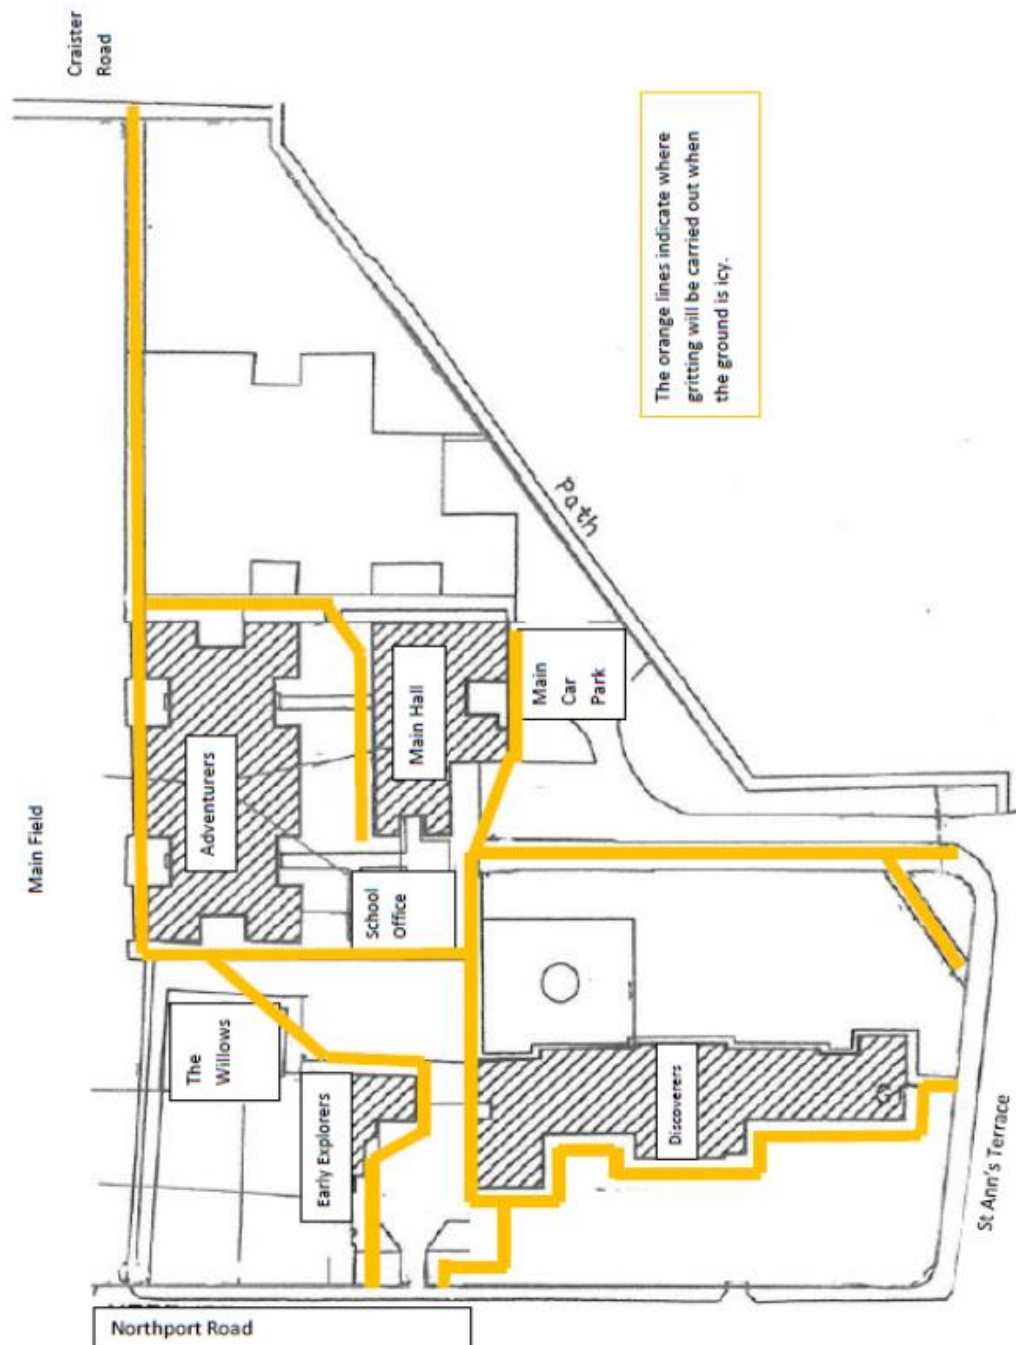 Craister
Road
The orange lines indicate where
gritting will be carried out when
the ground is icy.
Path
Main Field
Adventurers
Main Hall
Main
Car
Park
School
Office
The
Willows
Early Explorers
Discoverers
St Ann's Terrace
Northport Road